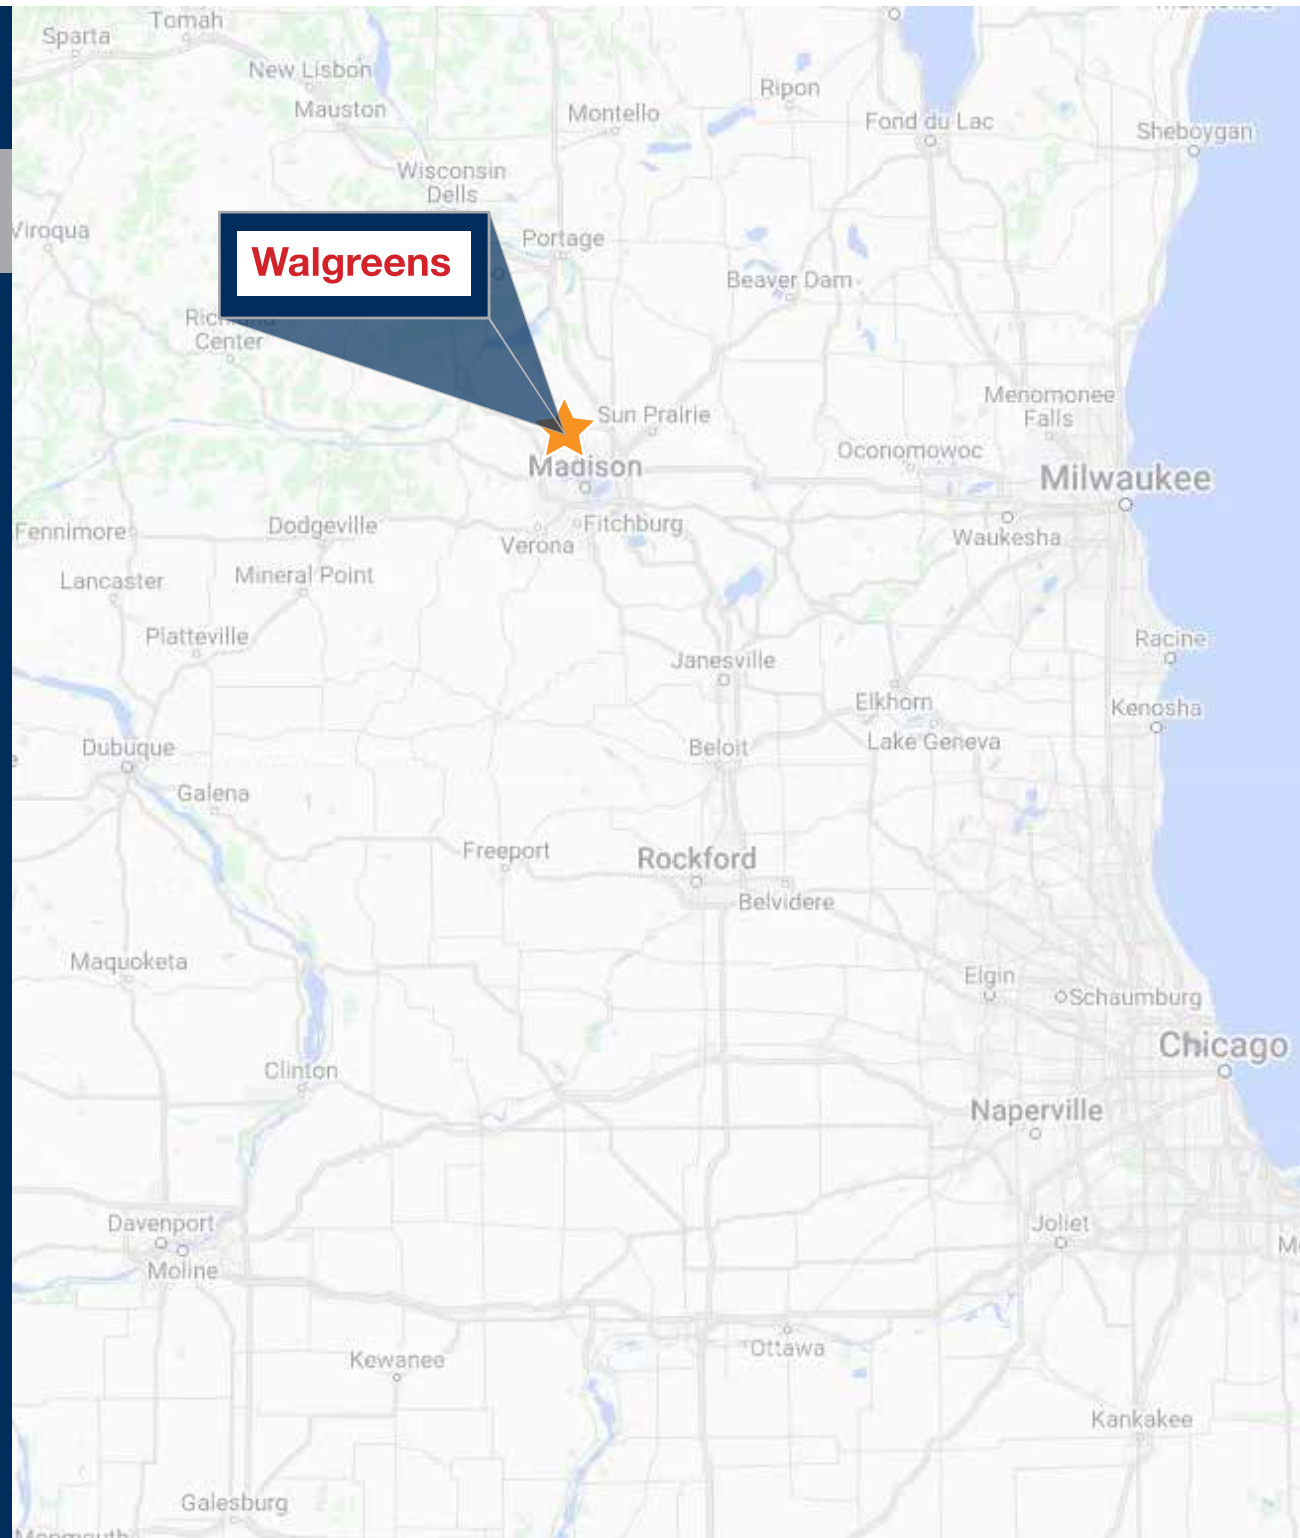 Tomah
Sparta
New Lisbon
Mauston
Ripon
Montello
Fond du Lac
Sheboygan
Wisconsin
Dells
Viroqua
Portage
Walgreens
Beaver Dam
Center
Menomonee
Falls
Sun Prairie
Oconomowoc
Madison
Milwaukee
Fennimore
Dodgeville
Fitchburg
Verona
Waukesha
Lancaster
Mineral Point
Platteville
Racine
Janesville
Elkhorn
Kenosha
Dubuque
Beloit
Lake Geneva
Galena
Freeport
Rockford
Belvidere
Maquoketa
Elgin
Schaumburg
Chicago
Clinton
Naperville
Davenport
Joliet
Moline
Ottawa
Kewanee
Kankakee
Galesburg